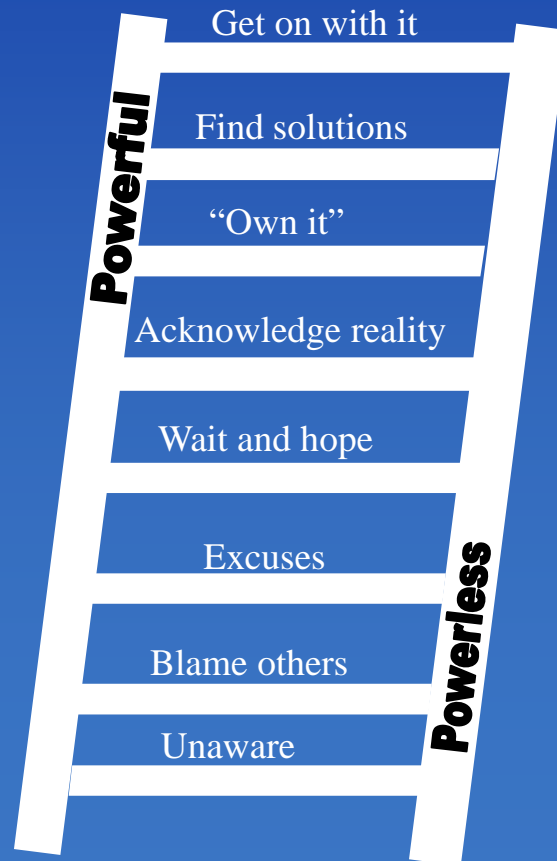 Get on with it
Powerful
Find solutions
“Own it”
Acknowledge reality
Wait and hope
Excuses
Powerless
Blame others
Unaware